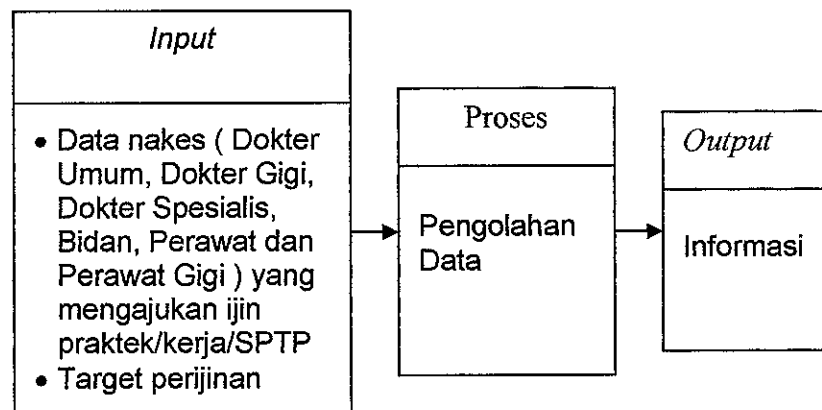 Input
• Data nakes ( Dokter
Umum, Dokter Gigi,
Dokter Spesialis,
Bidan, Perawat dan
Perawat Gigi ) yang
mengajukan ijin
praktek/kerja/SPTP
• Target perijinan
Proses
Pengolahan
Data
Output
Informasi